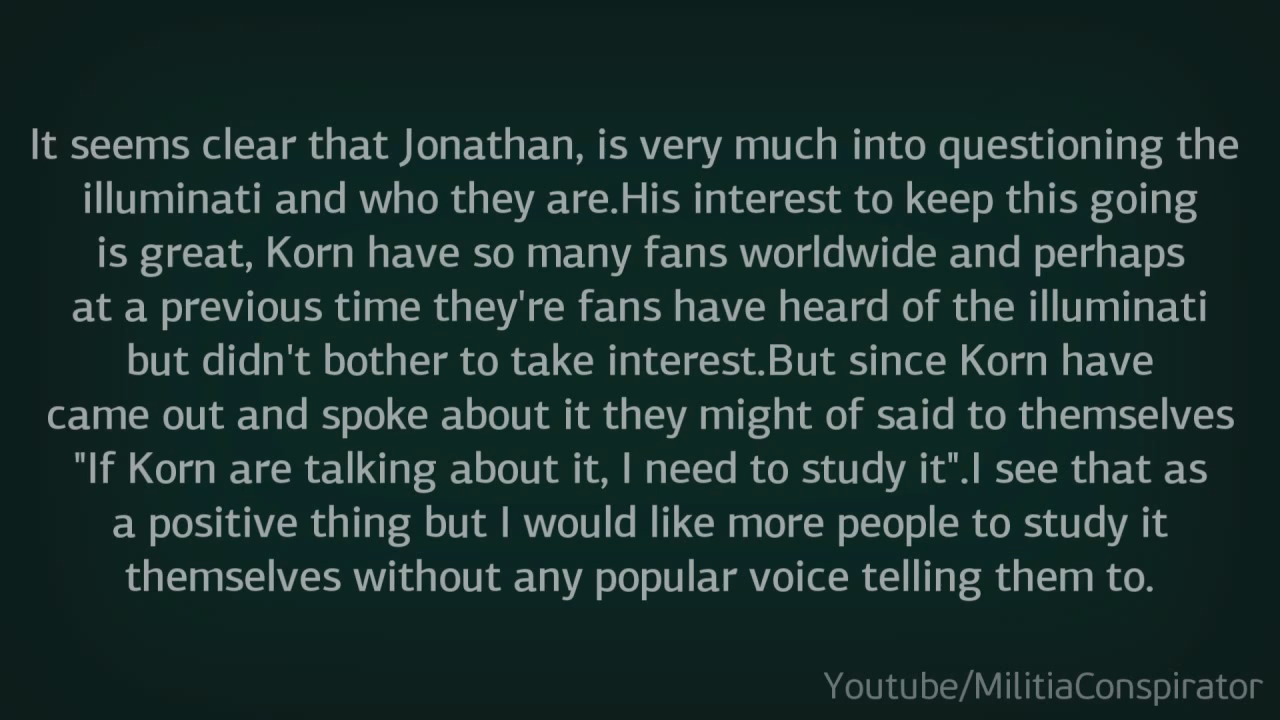 It seems clear that Jonathan, is very much into questioning the
illuminati and who they are.His interest to keep this going
is great, Korn have so many fans worldwide and perhaps
at a previous time they're fans have heard of the illuminati
but didn't bother to take interest.But since Korn have
came out and spoke about it they might of said to themselves
"If Korn are talking about it, I need to study it".I see that as
a positive thing but I would like more people to study it
themselves without any popular voice telling them to.
Youtube/MilitiaConspirator